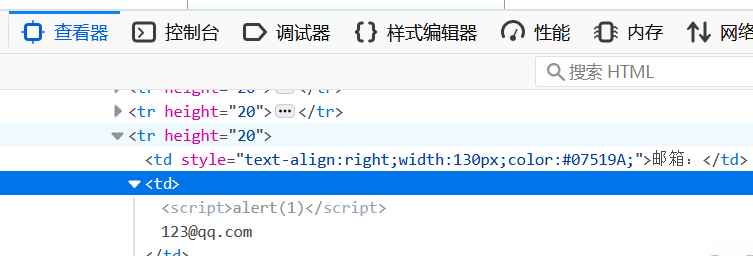 查看器 控制台 调试器 样式编辑器 性能 内存 网络
搜索 HTML
<tr height="20"> ••• </tr>
<tr height="20"> ••• </tr>
<tr height="20">
<td style="text-align:right;width:130px;color:#07519A;">邮箱：</td>
<td>
<script>alert(1)</script>
123@qq.com
</td>